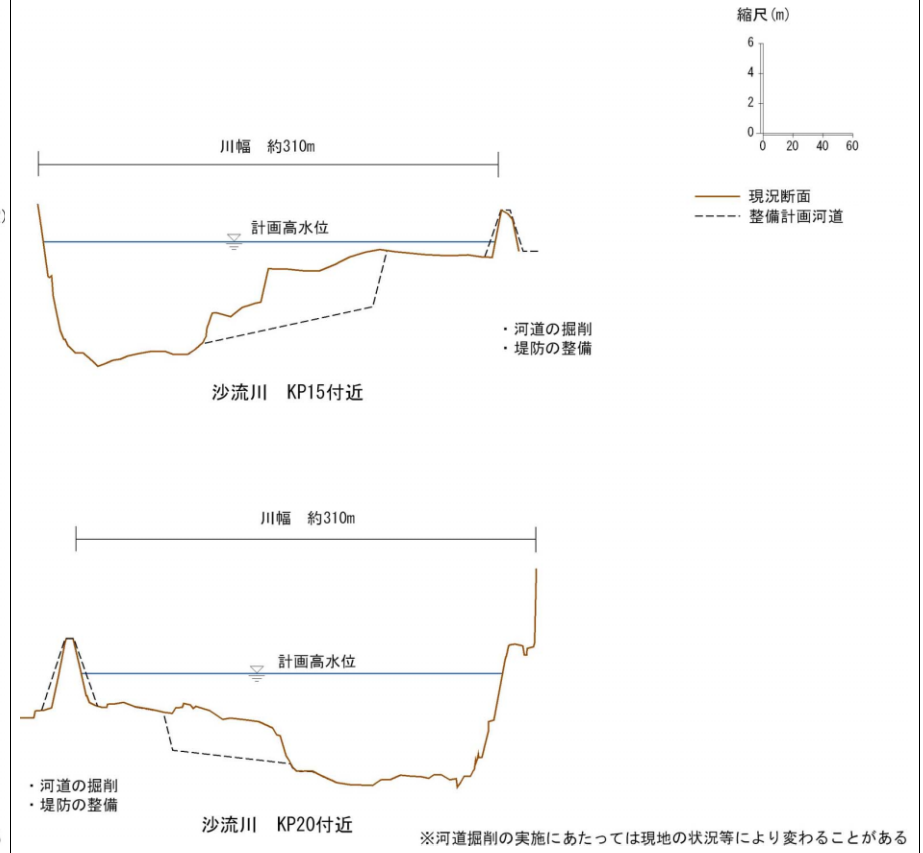 縮尺(m)
6
4
2
0
0 20 40 60
現況断面
整備計画河道
川幅 約310m
計画高水位
・河道の掘削
・堤防の整備
沙流川 KP15付近
川幅 約310m
計画高水位
・河道の掘削
・堤防の整備
沙流川 KP20付近
※河道掘削の実施にあたっては現地の状況等により変わることがある